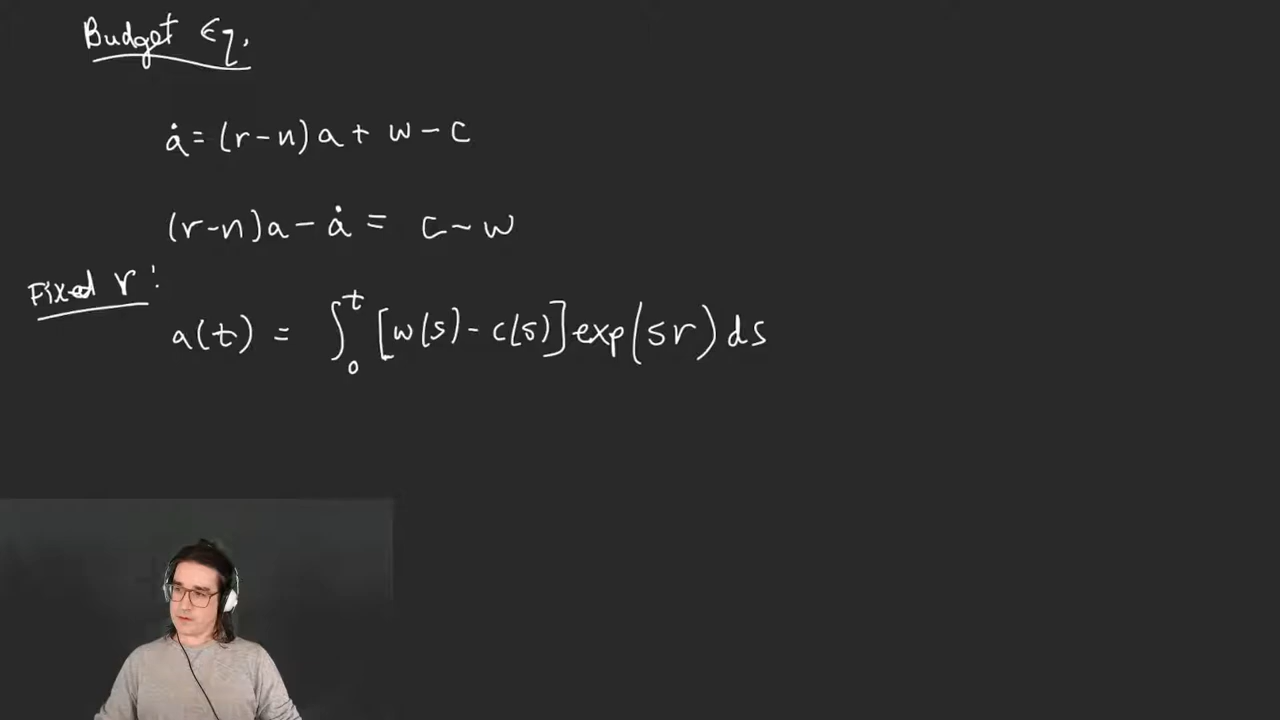 Budget Eq.
ȧ = (r-n)a + w - c
(r-n)a - ȧ = c - w
Fixed r:
a(t) = ∫₀ᵗ [w(s) - c(s)] exp(sr) ds